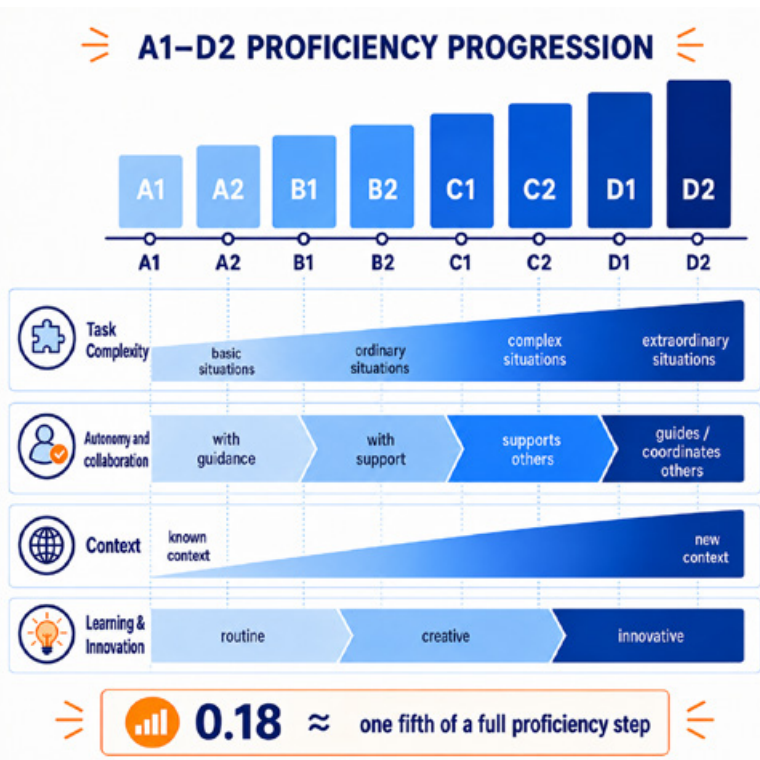 A1–D2 PROFICIENCY PROGRESSION
A1 A2 B1 B2 C1 C2 D1 D2
A1 A2 B1 B2 C1 C2 D1 D2
Task
Complexity
basic
situations
ordinary
situations
complex
situations
extraordinary
situations
Autonomy and
collaboration
with
guidance
with
support
supports
others
guides /
coordinates
others
Context
known
context
new
context
Learning &
Innovation
routine
creative
innovative
0.18 ≈ one fifth of a full proficiency step